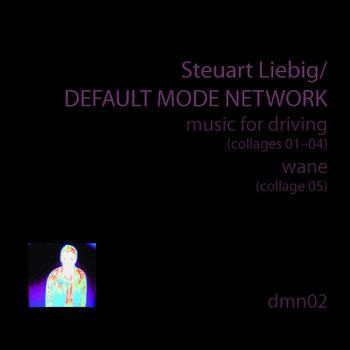 Steuart Liebig/
DEFAULT MODE NETWORK
music for driving
(collages 01–04)
wane
(collage 05)
dmn02